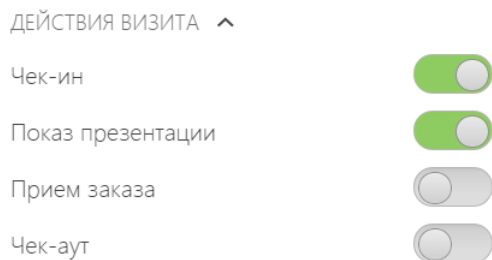 ДЕЙСТВИЯ ВИЗИТА
Чек-ин
Показ презентации
Прием заказа
Чек-аут